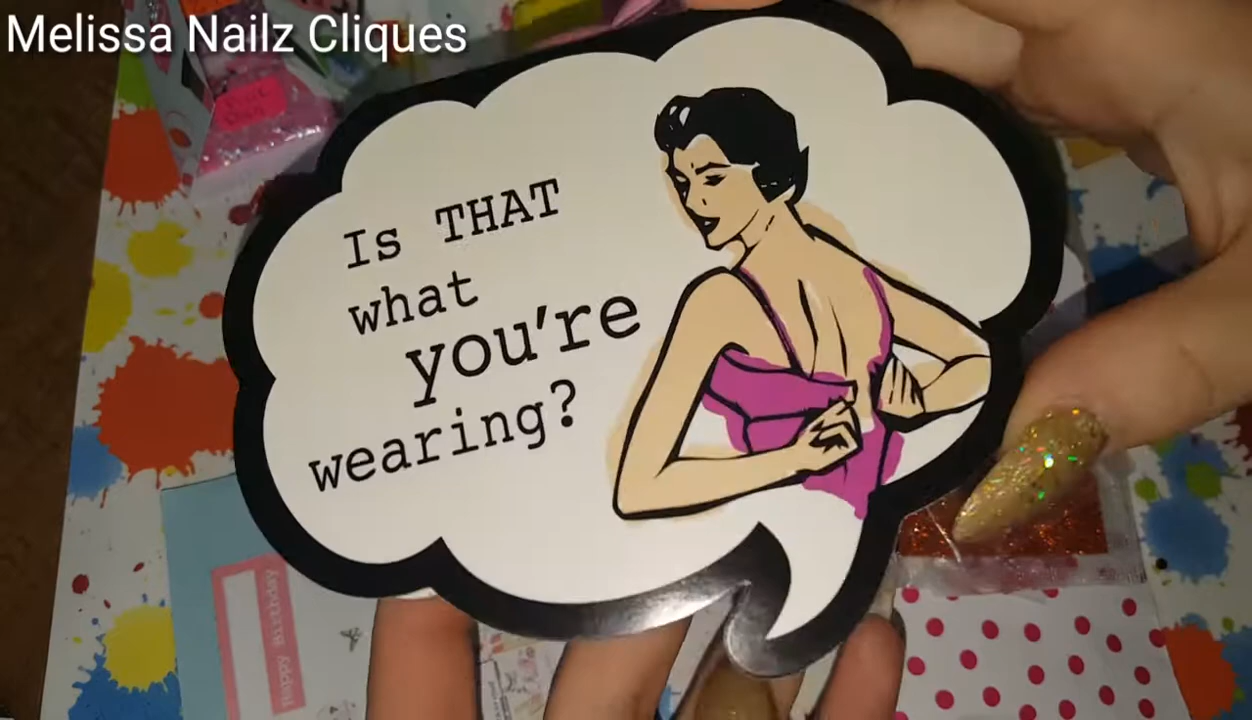 Melissa Nailz Cliques
Is THAT
what
you're
wearing?
Happy Birthday